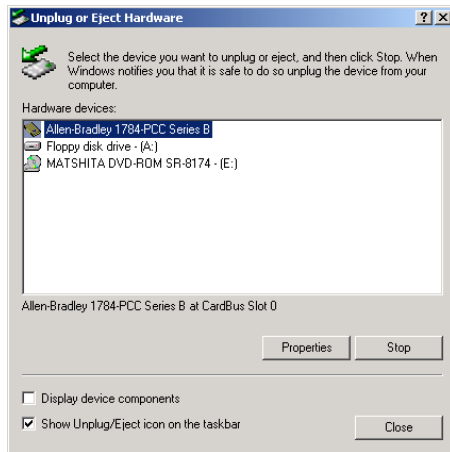 Unplug or Eject Hardware
Select the device you want to unplug or eject, and then click Stop. When
Windows notifies you that it is safe to do so unplug the device from your
computer.
Hardware devices:
Allen-Bradley 1784-PCC Series B
Floppy disk drive - (A:)
MATSHITA DVD-ROM SR-8174 - (E:)
Allen-Bradley 1784-PCC Series B at CardBus Slot 0
Properties Stop
Display device components
Show Unplug/Eject icon on the taskbar
Close